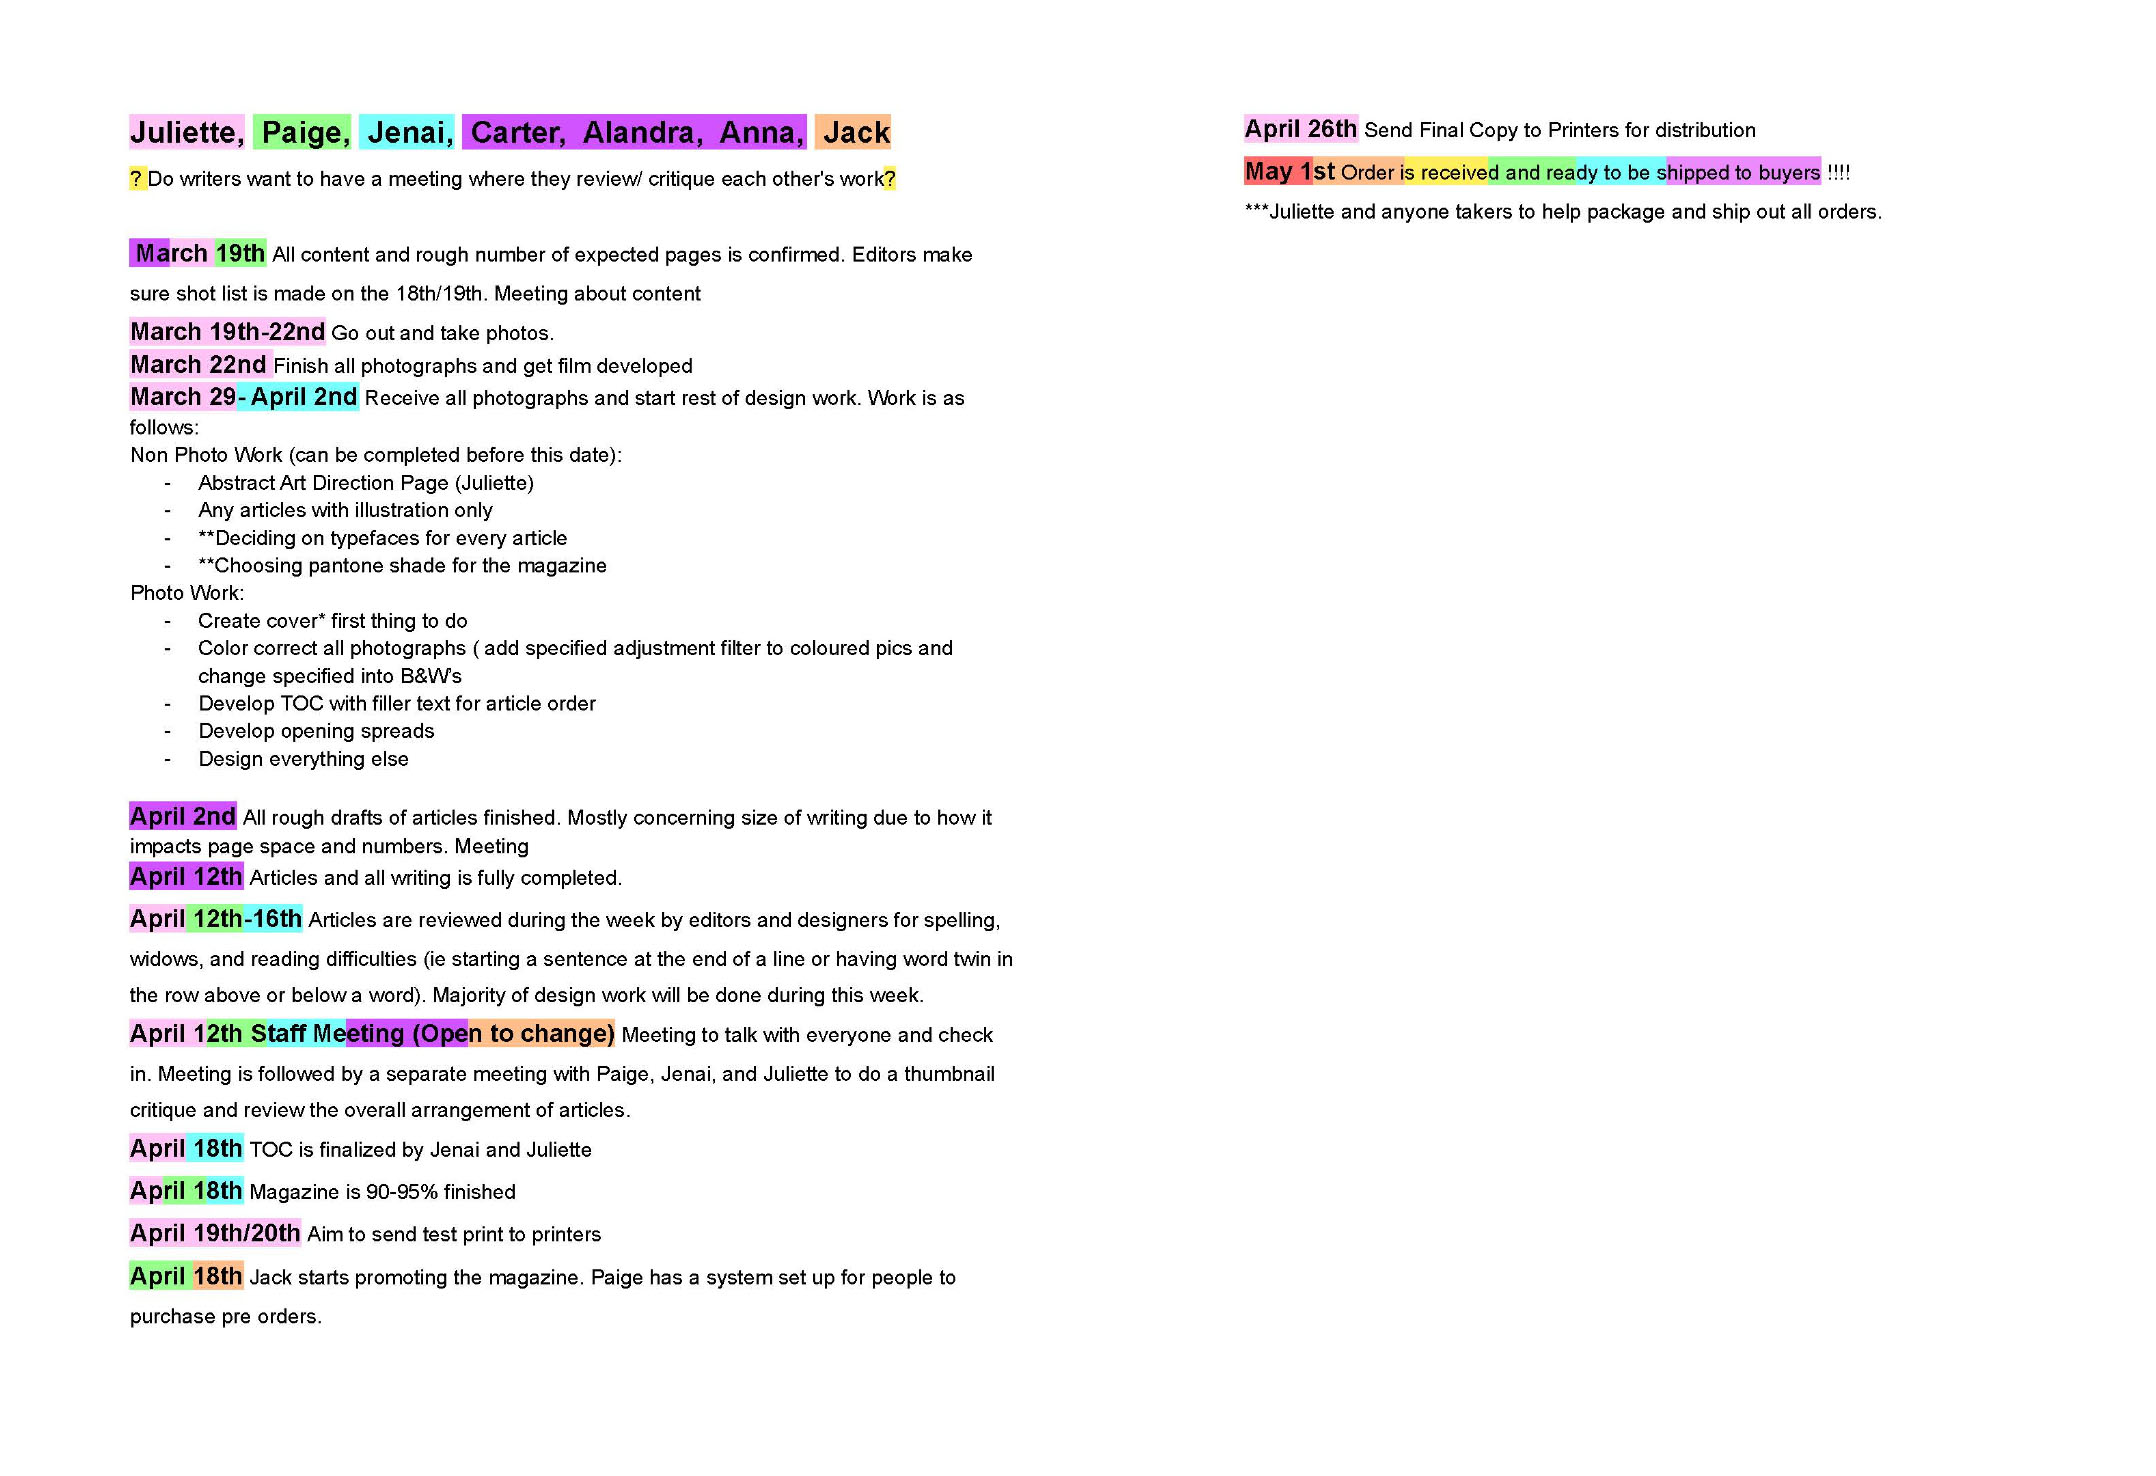 Juliette, Paige, Jenai, Carter, Alandra, Anna, Jack
? Do writers want to have a meeting where they review/ critique each other's work?
March 19th All content and rough number of expected pages is confirmed. Editors make
sure shot list is made on the 18th/19th. Meeting about content
March 19th-22nd Go out and take photos.
March 22nd Finish all photographs and get film developed
March 29- April 2nd Receive all photographs and start rest of design work. Work is as
follows:
Non Photo Work (can be completed before this date):
- Abstract Art Direction Page (Juliette)
- Any articles with illustration only
- **Deciding on typefaces for every article
- **Choosing pantone shade for the magazine
Photo Work:
- Create cover* first thing to do
- Color correct all photographs ( add specified adjustment filter to coloured pics and
change specified into B&W's
- Develop TOC with filler text for article order
- Develop opening spreads
- Design everything else
April 2nd All rough drafts of articles finished. Mostly concerning size of writing due to how it
impacts page space and numbers. Meeting
April 12th Articles and all writing is fully completed.
April 12th-16th Articles are reviewed during the week by editors and designers for spelling,
widows, and reading difficulties (ie starting a sentence at the end of a line or having word twin in
the row above or below a word). Majority of design work will be done during this week.
April 12th Staff Meeting (Open to change) Meeting to talk with everyone and check
in. Meeting is followed by a separate meeting with Paige, Jenai, and Juliette to do a thumbnail
critique and review the overall arrangement of articles.
April 18th TOC is finalized by Jenai and Juliette
April 18th Magazine is 90-95% finished
April 19th/20th Aim to send test print to printers
April 18th Jack starts promoting the magazine. Paige has a system set up for people to
purchase pre orders.
April 26th Send Final Copy to Printers for distribution
May 1st Order is received and ready to be shipped to buyers !!!!
***Juliette and anyone takers to help package and ship out all orders.